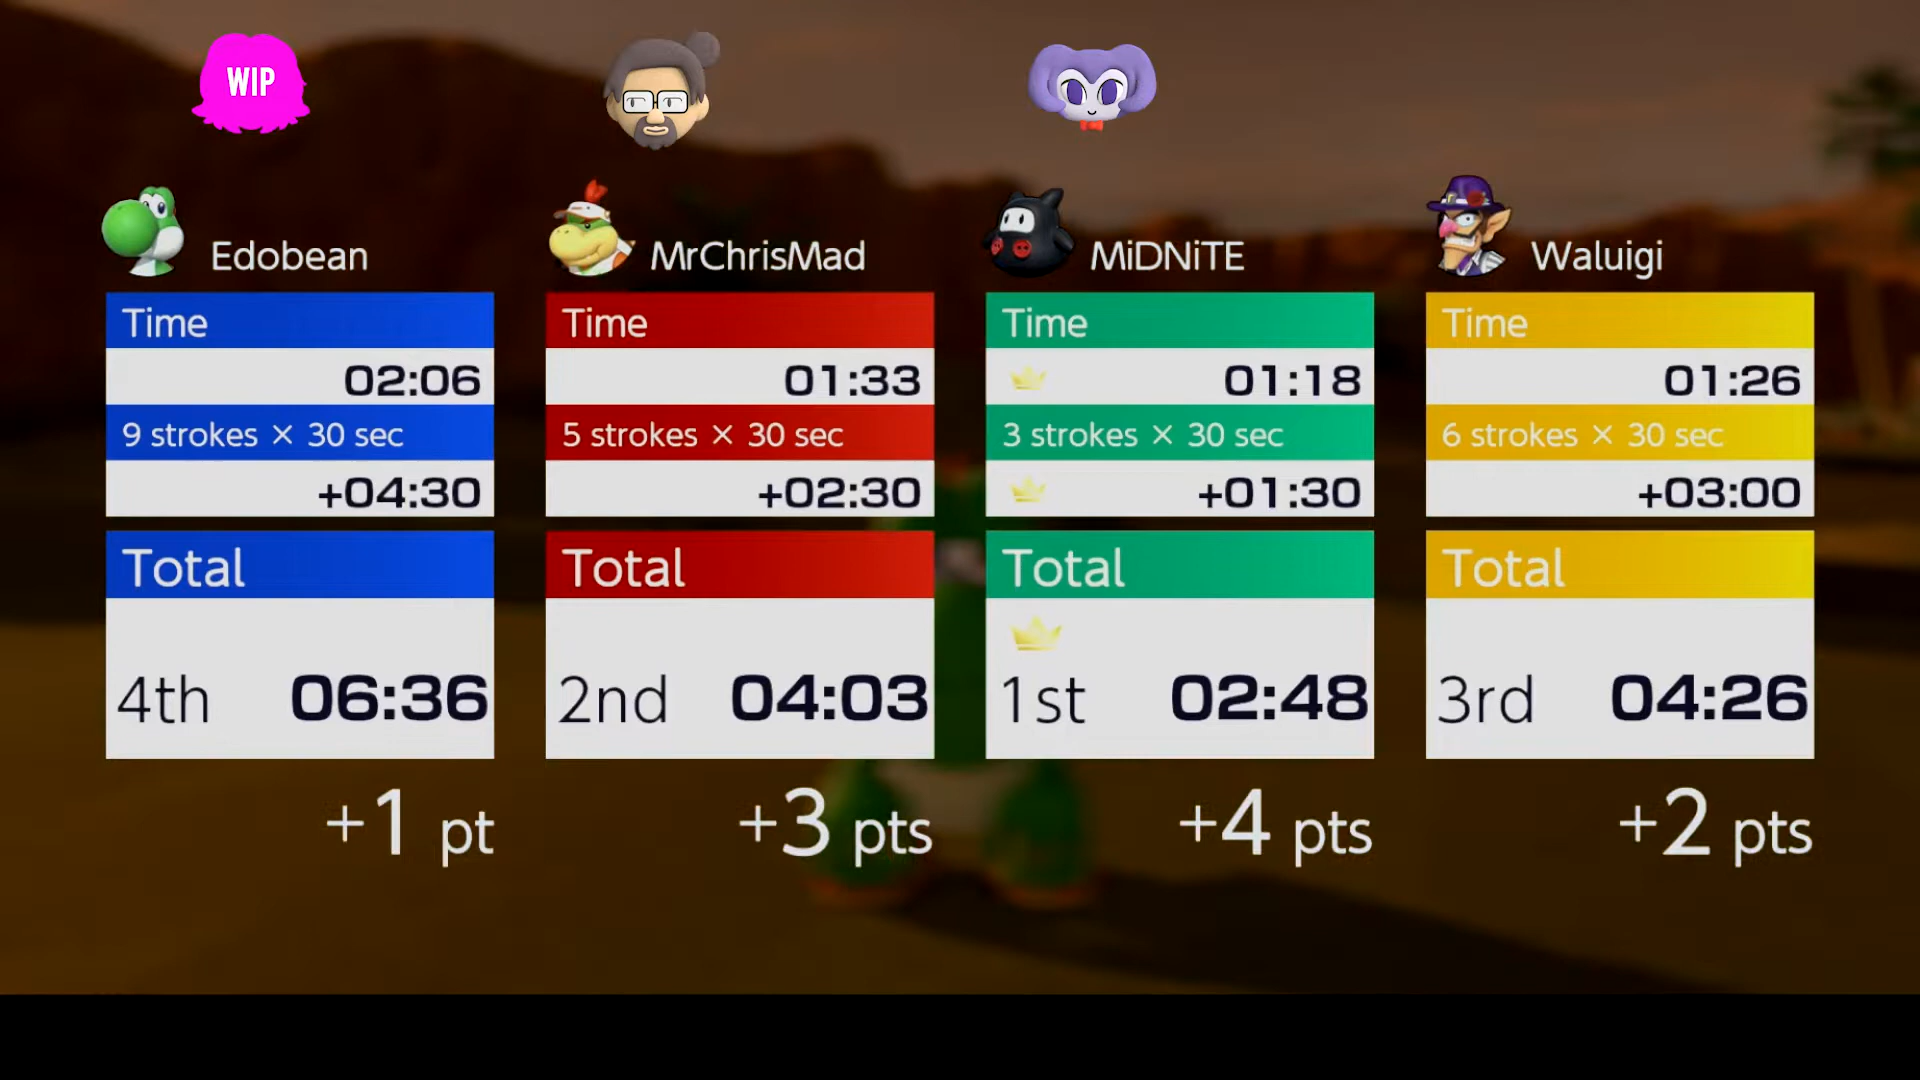 WIP
Edobean
Time
02:06
9 strokes × 30 sec
+04:30
Total
4th 06:36
+1 pt
MrChrisMad
Time
01:33
5 strokes × 30 sec
+02:30
Total
2nd 04:03
+3 pts
MiDNiTE
Time
01:18
3 strokes × 30 sec
+01:30
Total
1st 02:48
+4 pts
Waluigi
Time
01:26
6 strokes × 30 sec
+03:00
Total
3rd 04:26
+2 pts